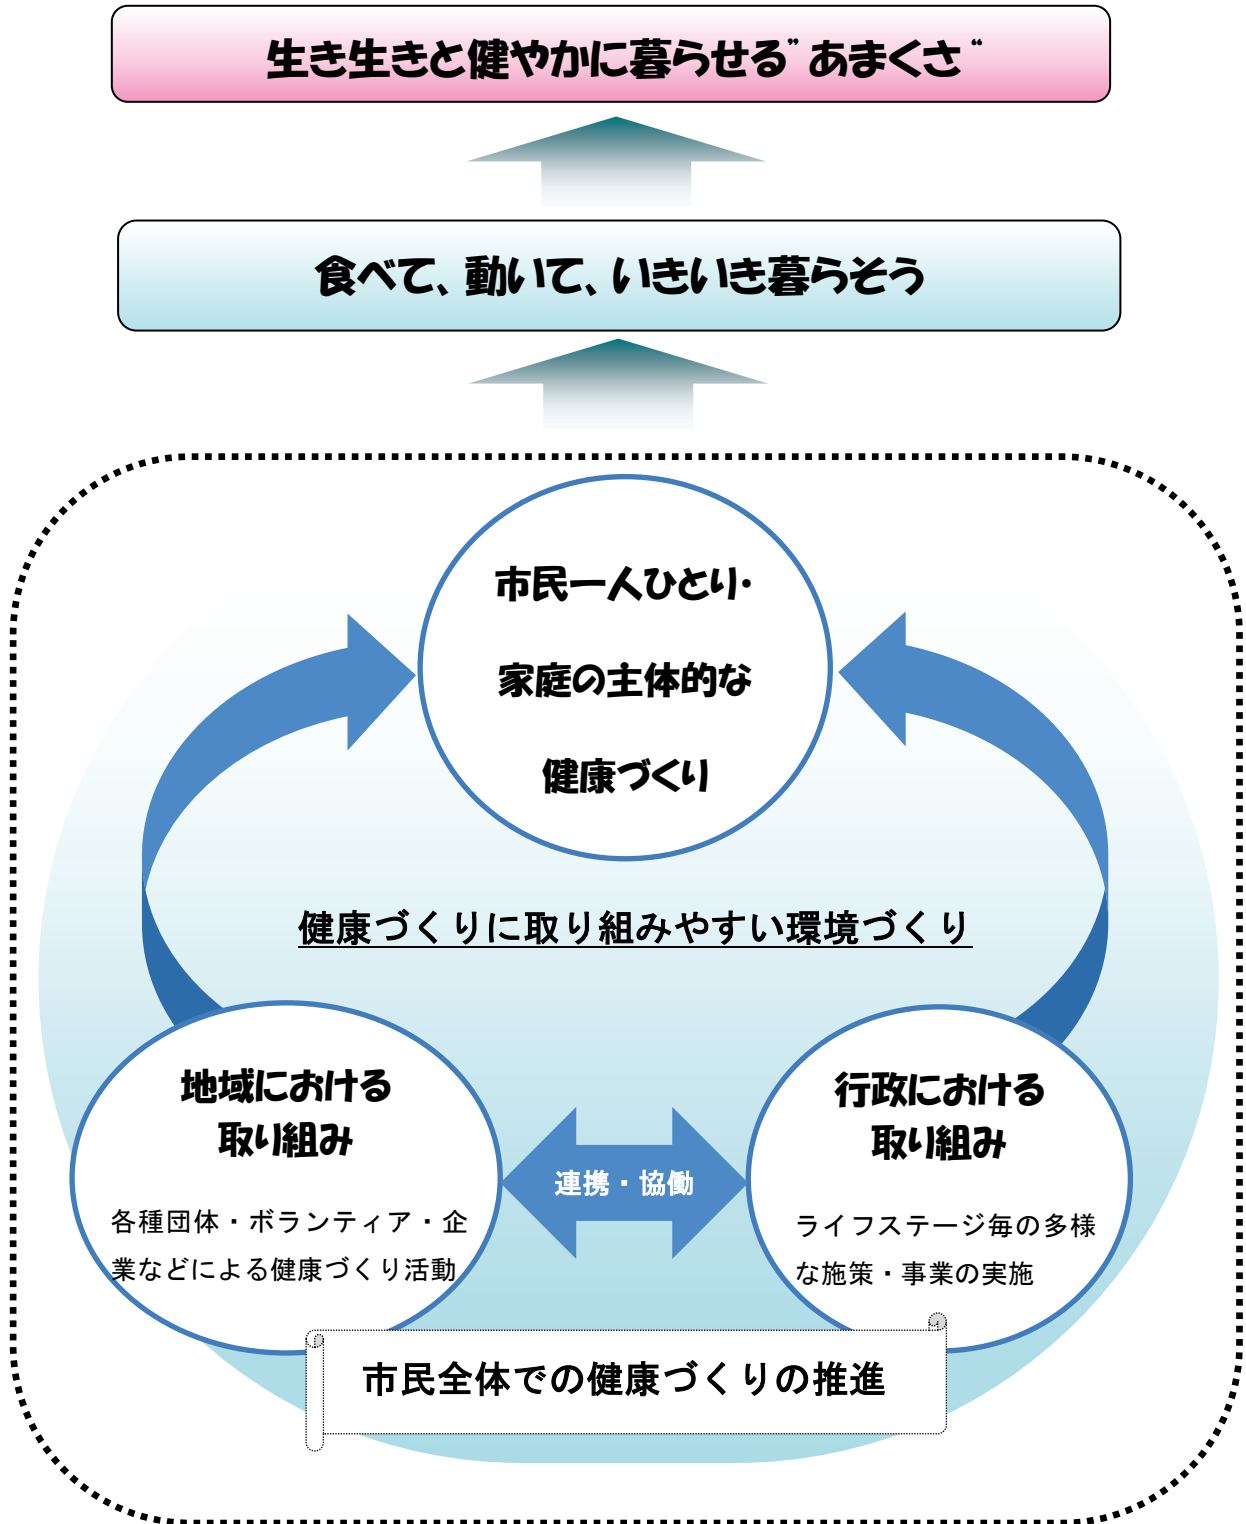 生き生きと健やかに暮らせる”あまくさ“
食べて、動いて、いきいき暮らそう
市民一人ひとり・
家庭の主体的な
健康づくり
健康づくりに取り組みやすい環境づくり
地域における
取り組み
各種団体・ボランティア・企
業などによる健康づくり活動
連携・協働
行政における
取り組み
ライフステージ毎の多様
な施策・事業の実施
市民全体での健康づくりの推進